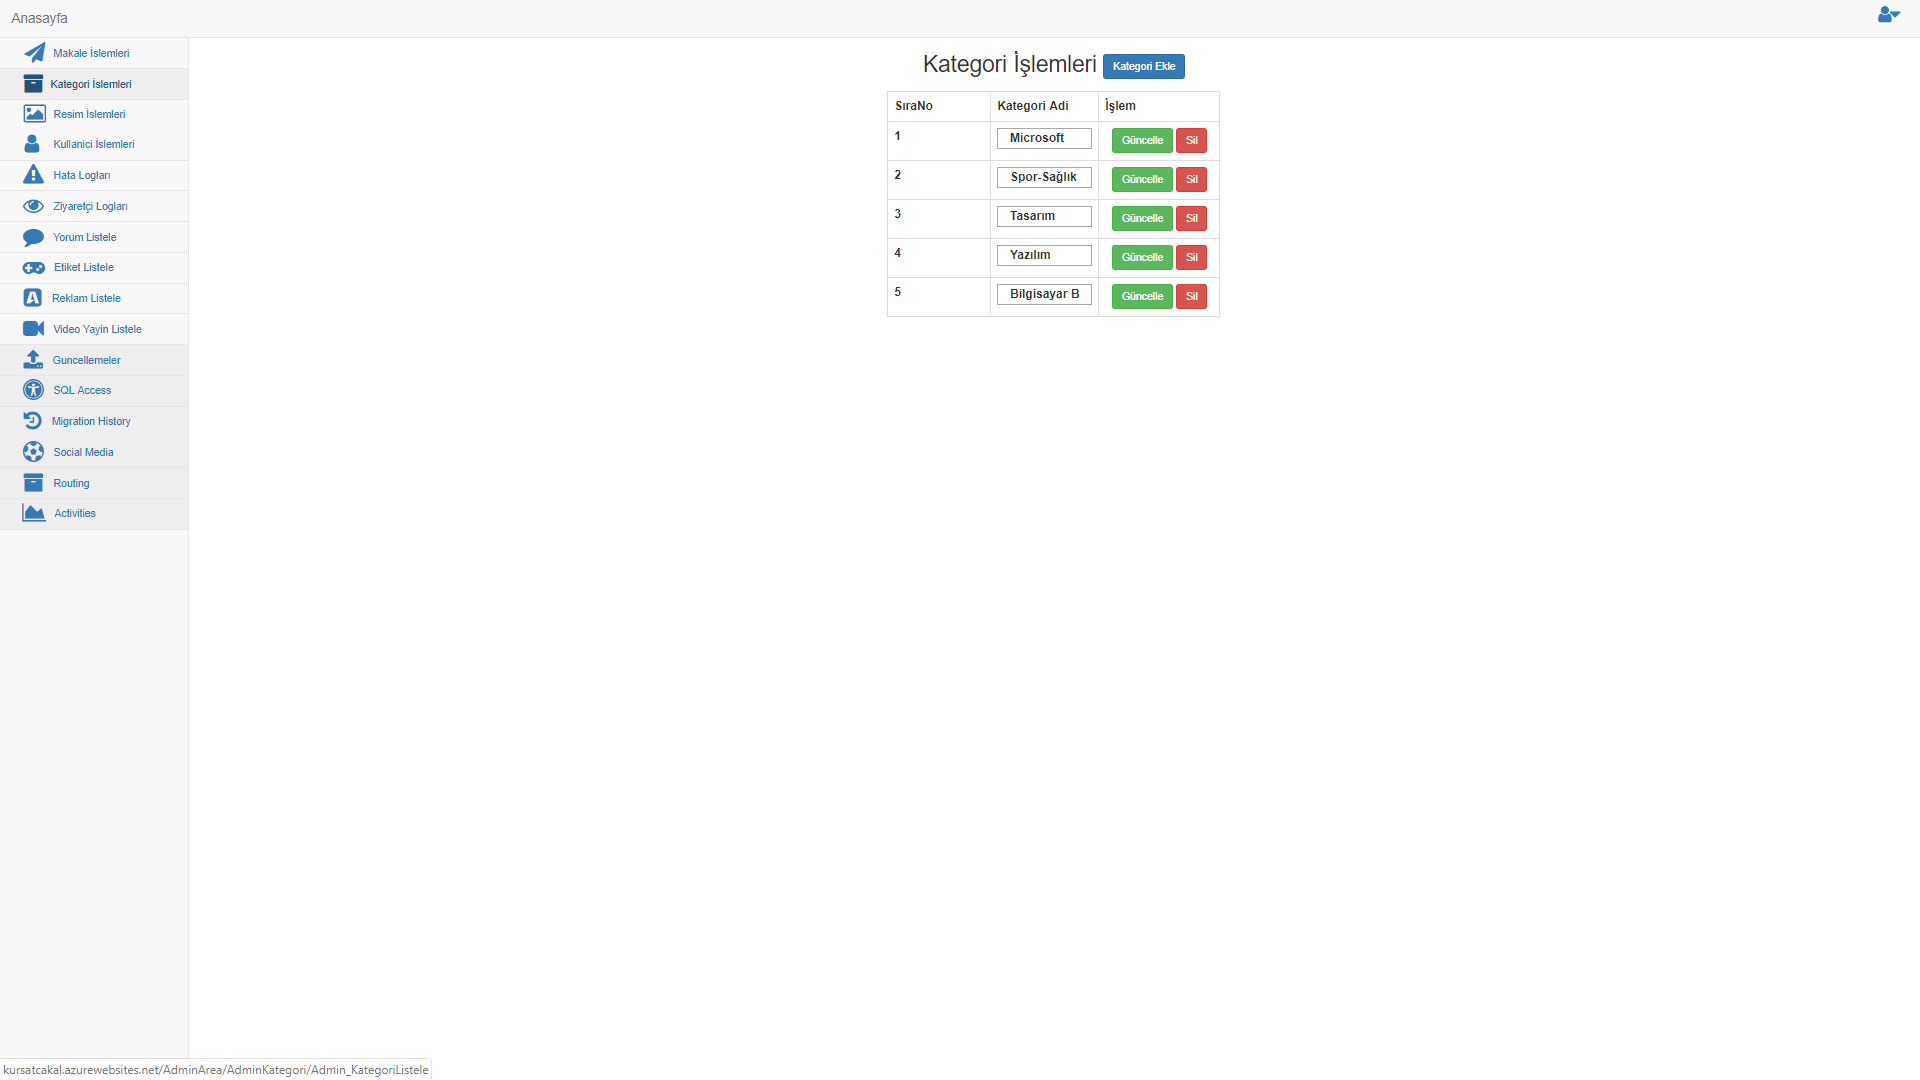 Anasayfa
Makale İslemleri
Kategori İslemleri
Resim İslemleri
Kullanici İslemleri
Hata Logları
Ziyaretçi Logları
Yorum Listele
Etiket Listele
Reklam Listele
Video Yayin Listele
Guncellemeler
SQL Access
Migration History
Social Media
Routing
Activities
Kategori İşlemleri Kategori Ekle
SıraNo Kategori Adi İşlem
1 Microsoft Güncelle Sil
2 Spor-Sağlık Güncelle Sil
3 Tasarım Güncelle Sil
4 Yazılım Güncelle Sil
5 Bilgisayar B Güncelle Sil
kursatcakal.azurewebsites.net/AdminArea/AdminKategori/Admin_KategoriListele